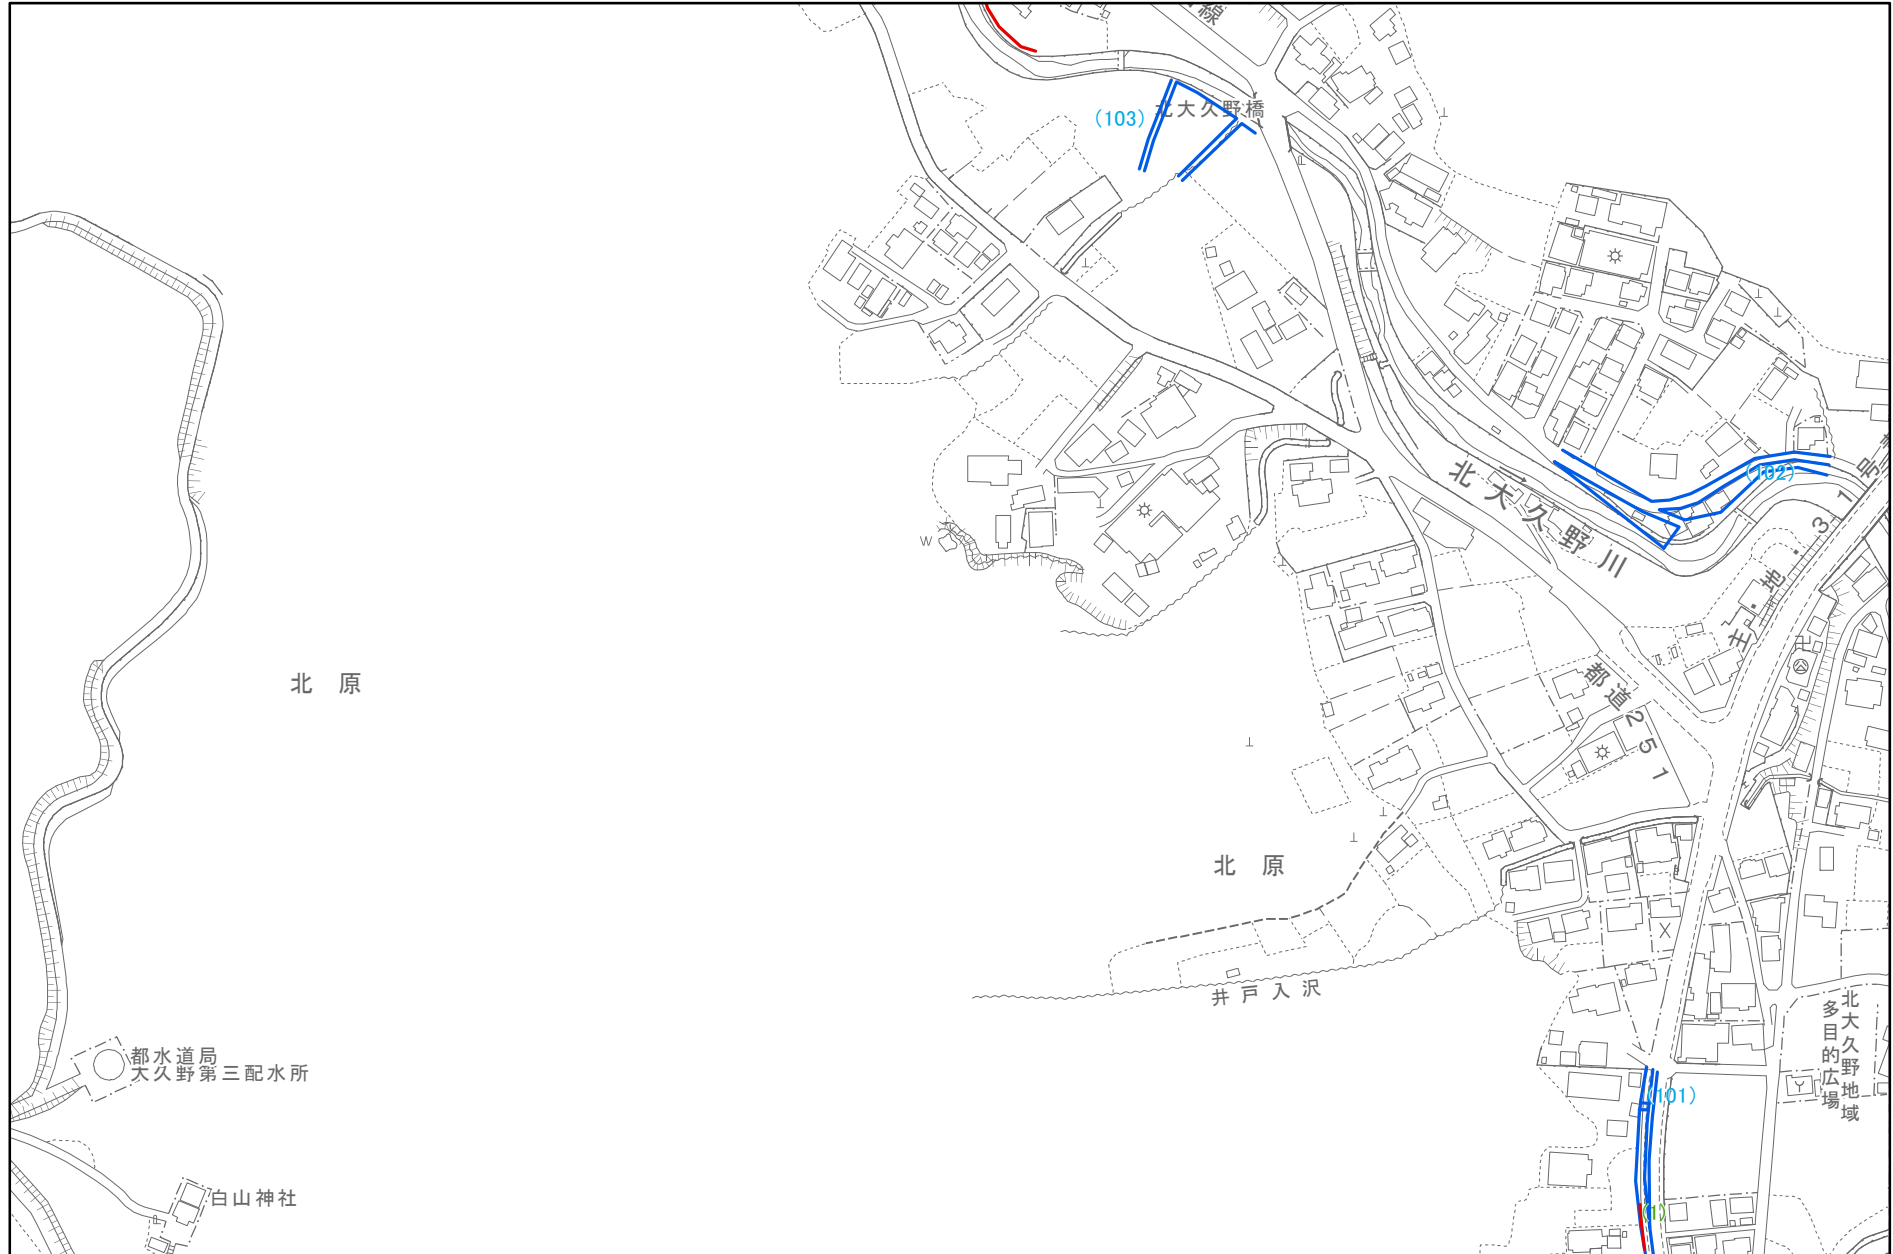 線
(103)
北大久野橋
(102)
北大久野川
主・地・31号
北原
都道251
北原
井戸入沢
都水道局
大久野第三配水所
北大久野地域
多目的広場
(101)
白山神社
(1)